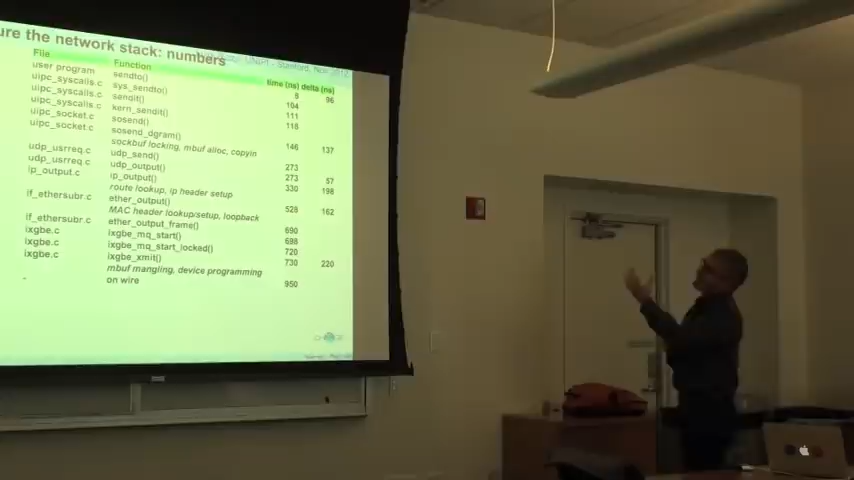 ure the network stack: numbers
Stanford, Nov 2012
File Function time (ns) delta (ns)
user program sendto() 8 96
uipc_syscalls.c sys_sendto() 104
uipc_syscalls.c sendit() 111
uipc_syscalls.c kern_sendit() 118
uipc_socket.c sosend()
uipc_socket.c sosend_dgram() 146 137
sockbuf locking, mbuf alloc, copyin
udp_usrreq.c udp_send() 273
udp_usrreq.c udp_output() 273 57
ip_output.c ip_output() 330 198
route lookup, ip header setup
if_ethersubr.c ether_output() 528 162
MAC header lookup/setup, loopback
if_ethersubr.c ether_output_frame() 690
ixgbe.c ixgbe_mq_start() 698
ixgbe.c ixgbe_mq_start_locked() 720
ixgbe.c ixgbe_xmit() 730 220
mbuf mangling, device programming
on wire 950